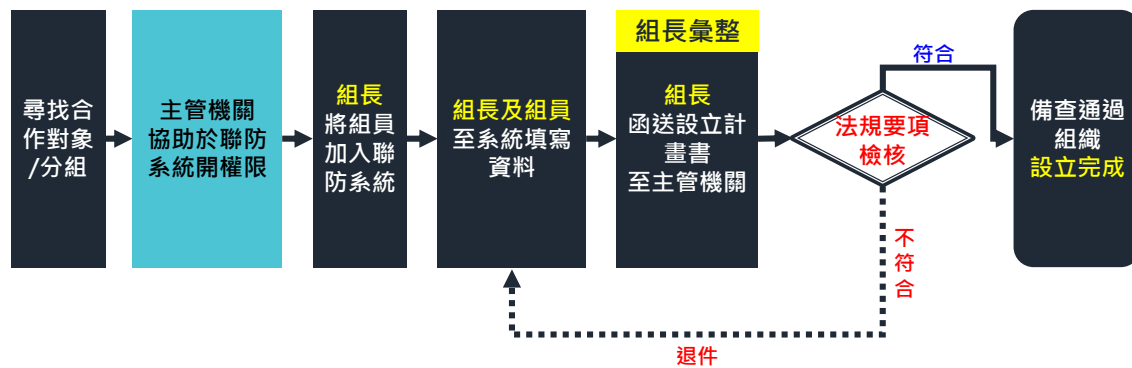 尋找合
作對象
/分組
主管機關
協助於聯防
系統開權限
組長
將組員
加入聯
防系統
組長及組員
至系統填寫
資料
組長彙整
組長
函送設立計
畫書
至主管機關
法規要項
檢核
符合
不
符
合
退件
備查通過
組織
設立完成